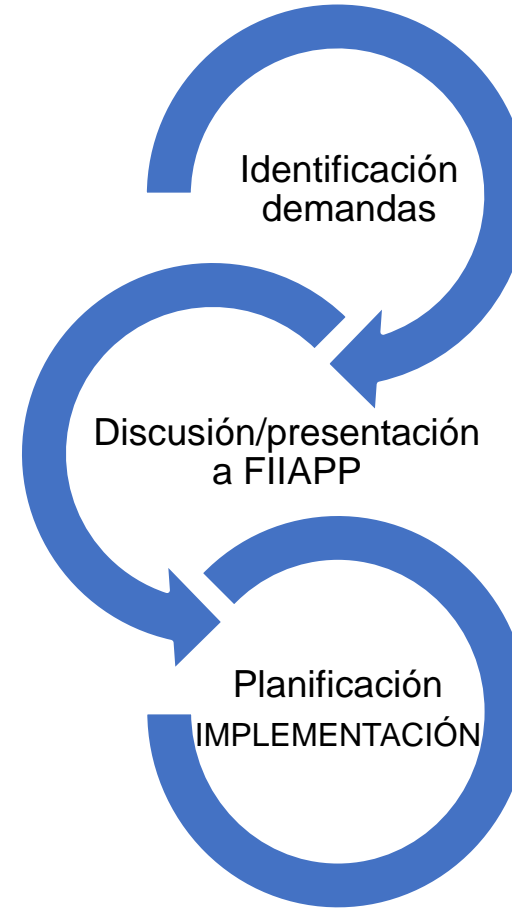 Identificación
demandas
Discusión/presentación
a FIIAPP
Planificación
IMPLEMENTACIÓN